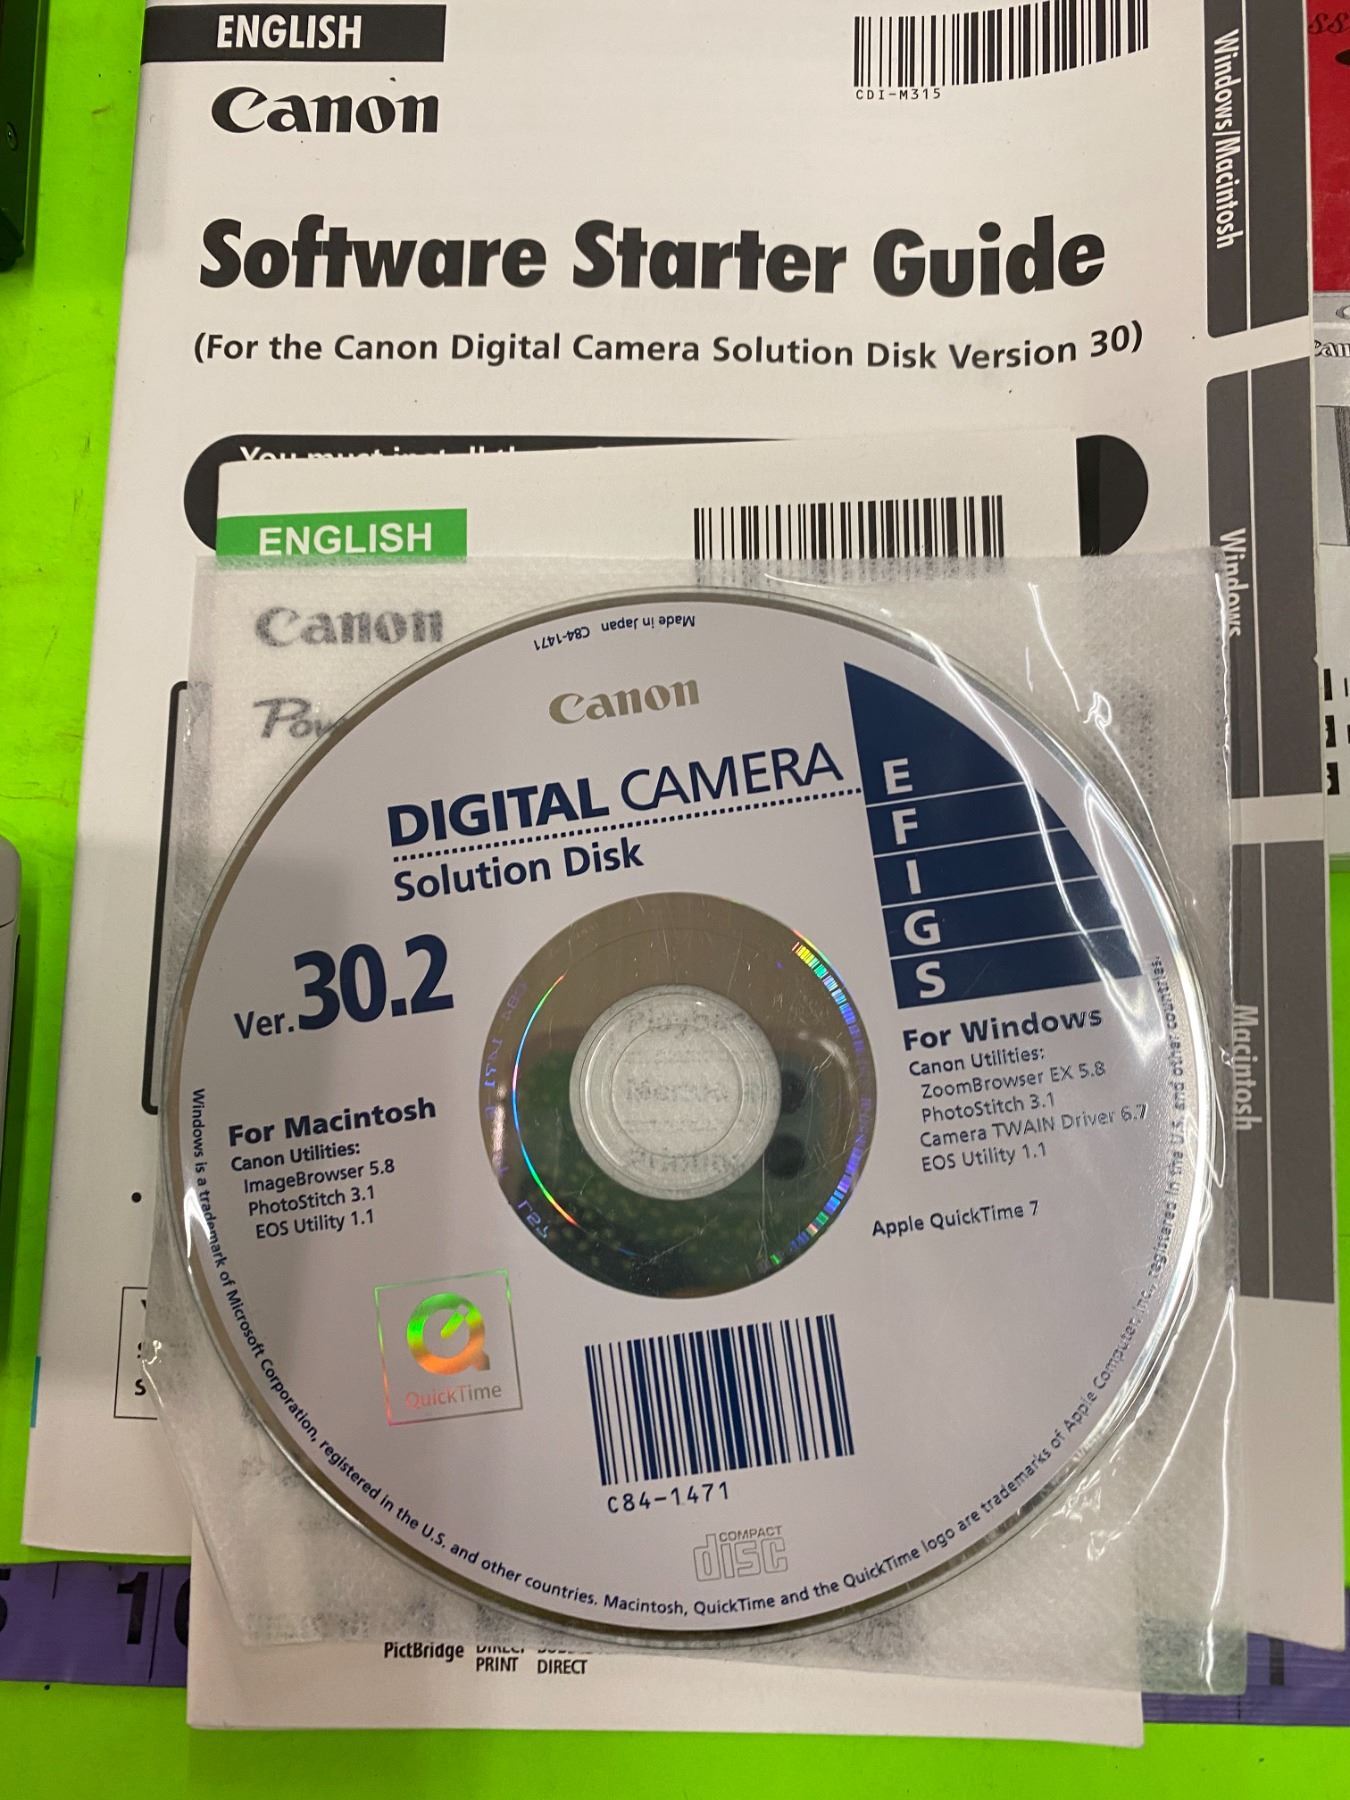 ENGLISH
Canon
CDI-M315
Software Starter Guide
(For the Canon Digital Camera Solution Disk Version 30)
You must install
Windows/Macintosh
Windows
Macintosh
ENGLISH
Canon
Made in Japan C84-1471
Canon
DIGITAL CAMERA
Solution Disk
Ver.30.2
E
F
I
G
S
For Windows
Canon Utilities:
ZoomBrowser EX 5.8
PhotoStitch 3.1
Camera TWAIN Driver 6.7
EOS Utility 1.1
Apple QuickTime 7
For Macintosh
Canon Utilities:
ImageBrowser 5.8
PhotoStitch 3.1
EOS Utility 1.1
QuickTime
C84-1471
COMPACT
disc
Windows is a trademark of Microsoft Corporation, registered in the U.S. and other countries. Macintosh, QuickTime and the QuickTime logo are trademarks of Apple Computer, Inc., registered in the U.S. and other countries.
PictBridge
DIRECT
PRINT
DIRECT
10